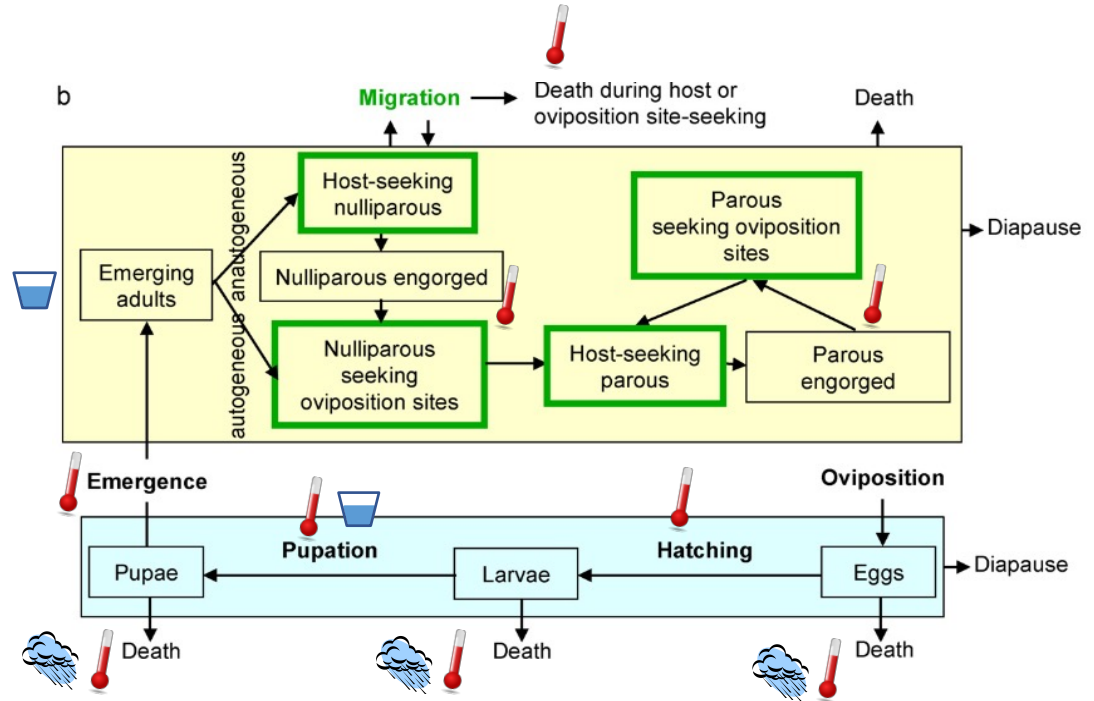 b
Migration
Death during host or
oviposition site-seeking
Death
anautogeneous
autogeneous
Host-seeking
nulliparous
Parous
seeking oviposition
sites
Diapause
Emerging
adults
Nulliparous engorged
Nulliparous
seeking
oviposition sites
Host-seeking
parous
Parous
engorged
Emergence
Oviposition
Pupation
Hatching
Pupae
Larvae
Eggs
Diapause
Death
Death
Death